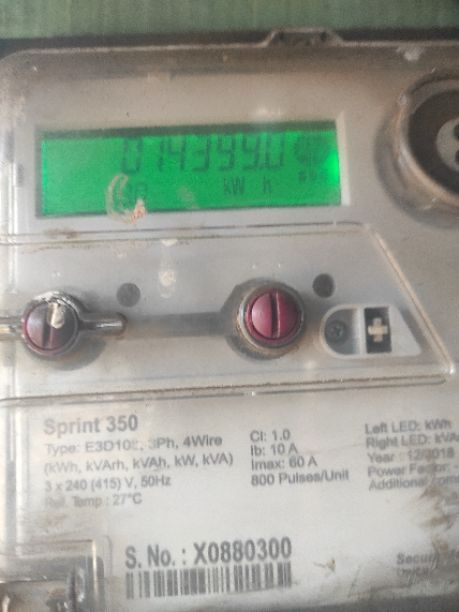 014399.0
kW h
Sprint 350
3Ph, 4Wire
(kWh, kVArh, kVAh, kW, kVA)
3 x 240 (415) V, 50Hz
Ref. Temp : 27°C
Cl: 1.0
Ib: 10 A
Imax: 60 A
800 Pulses/Unit
Left LED: kWh
Right LED: kVA
Year : 12/2018
Power Factor:
Additional
S. No. : X0880300